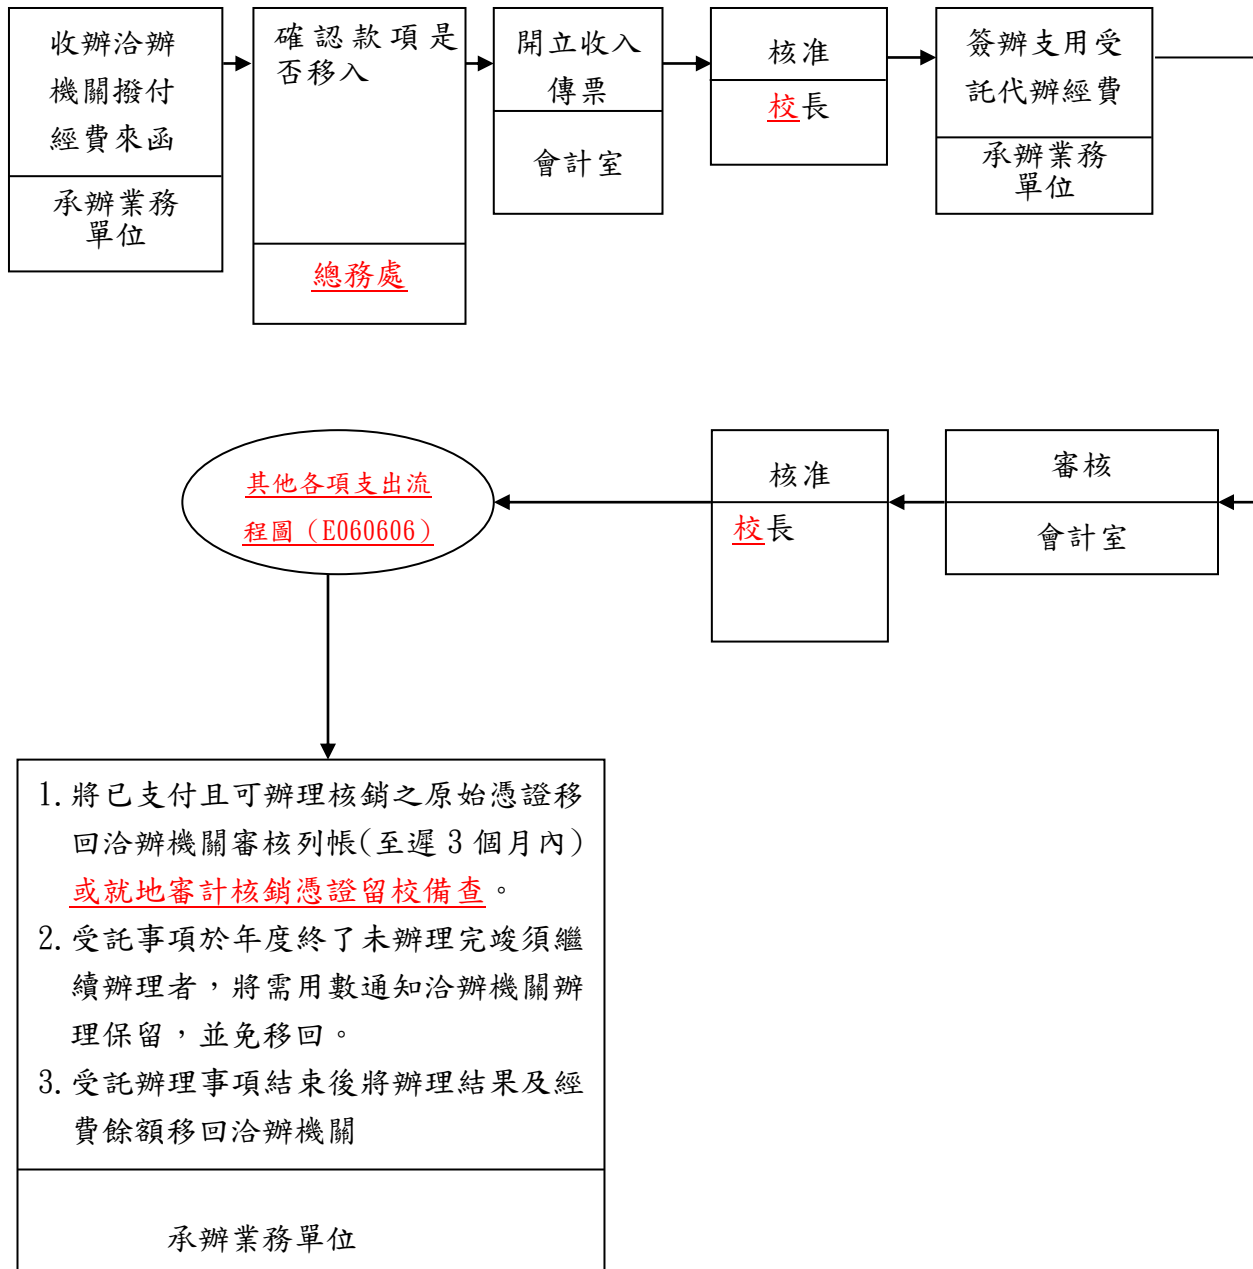 收辦洽辦
機關撥付
經費來函
承辦業務
單位
確認款項是
否移入
總務處
開立收入
傳票
會計室
核准
校長
簽辦支用受
託代辦經費
承辦業務
單位
審核
會計室
核准
校長
其他各項支出流
程圖（E060606）
1. 將已支付且可辦理核銷之原始憑證移
回洽辦機關審核列帳(至遲 3 個月內)
或就地審計核銷憑證留校備查。
2. 受託事項於年度終了未辦理完竣須繼
續辦理者，將需用數通知洽辦機關辦
理保留，並免移回。
3. 受託辦理事項結束後將辦理結果及經
費餘額移回洽辦機關
承辦業務單位